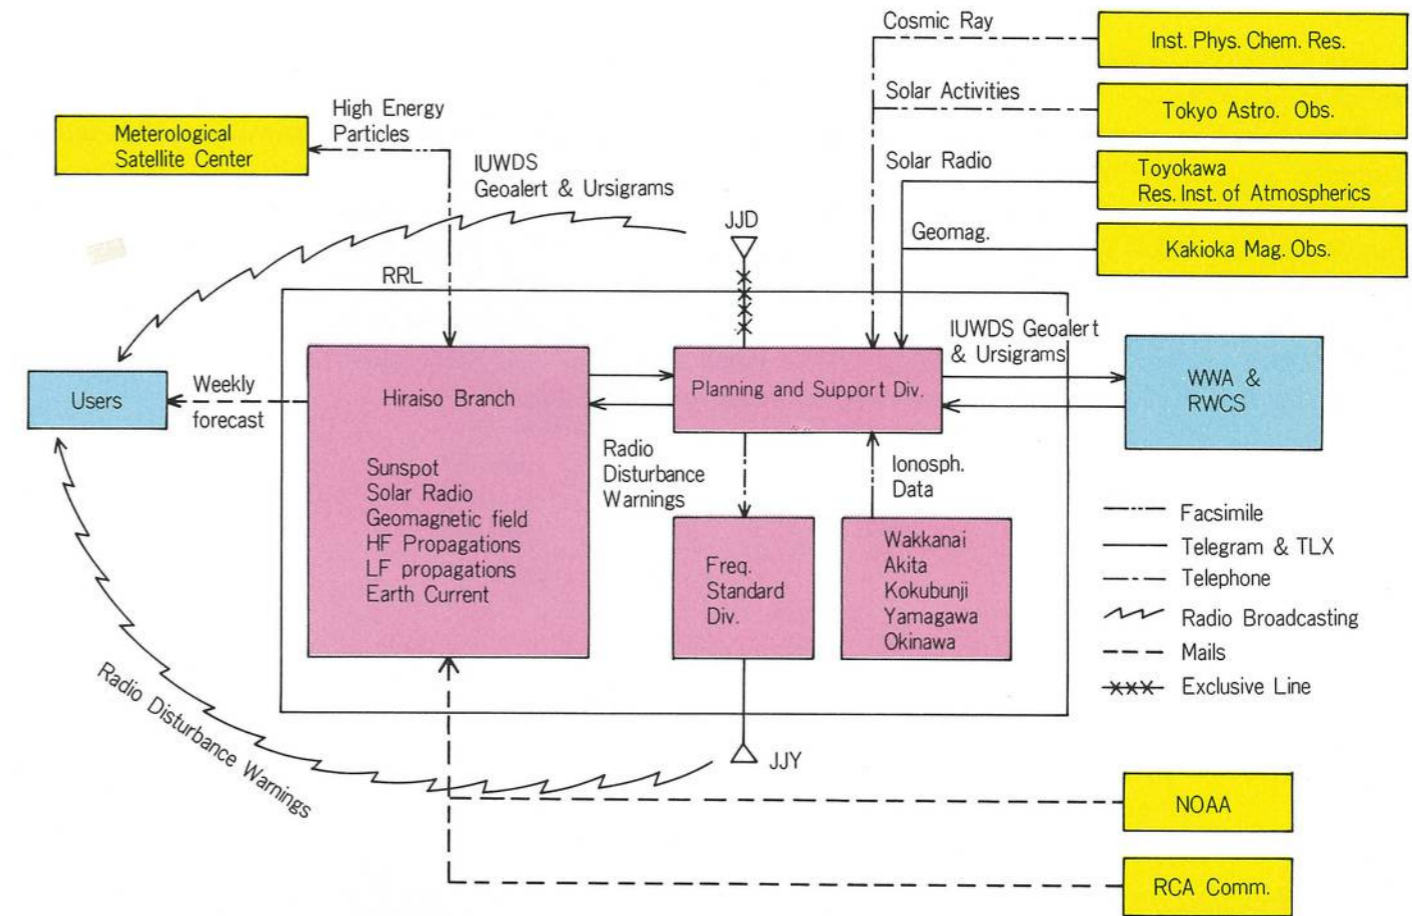 Cosmic Ray
Inst. Phys. Chem. Res.
Solar Activities
Tokyo Astro. Obs.
High Energy
Particles
Meterological
Satellite Center
IUWDS
Geoalert & Ursigrams
Solar Radio
Toyokawa
Res. Inst. of Atmospherics
JJD
Geomag.
Kakioka Mag. Obs.
RRL
IUWDS Geoalert
& Ursigrams
Users
Weekly
forecast
Hiraiso Branch
Sunspot
Solar Radio
Geomagnetic field
HF Propagations
LF propagations
Earth Current
Planning and Support Div.
WWA &
RWCS
Radio
Disturbance
Warnings
Ionosph.
Data
Freq.
Standard
Div.
Wakkanai
Akita
Kokubunji
Yamagawa
Okinawa
Facsimile
Telegram & TLX
Telephone
Radio Broadcasting
Mails
Exclusive Line
Radio Disturbance Warnings
JJY
NOAA
RCA Comm.